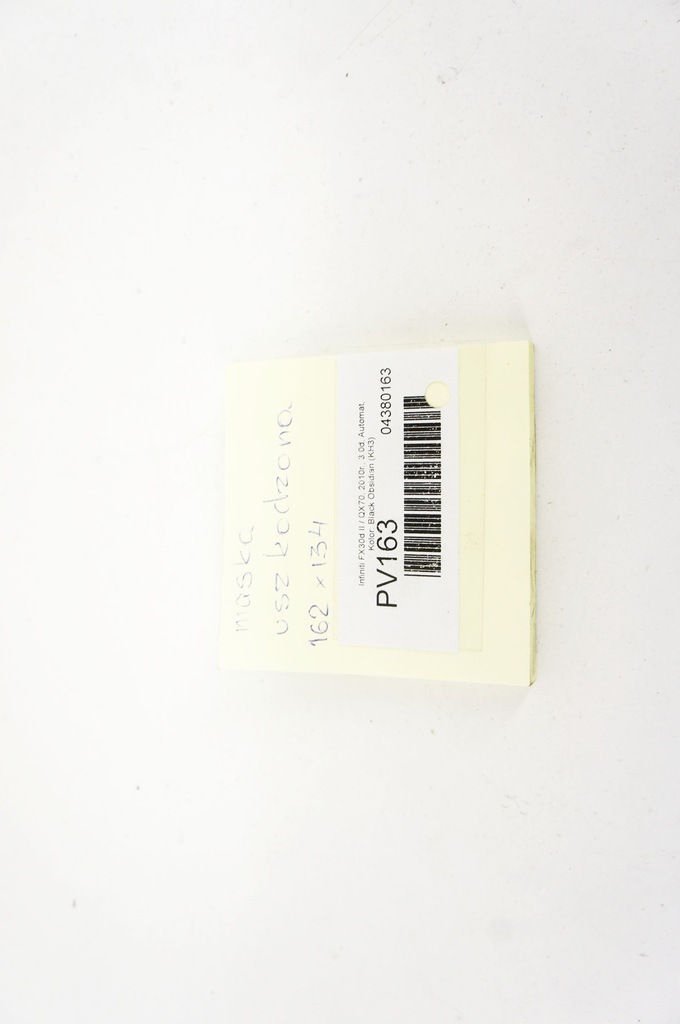 maska
uszkodzona
162 x 134
Infiniti FX30d II / QX70, 2010r., 3.0d, Automat,
Kolor: Black Obsidian (KH3)
PV163
04380163